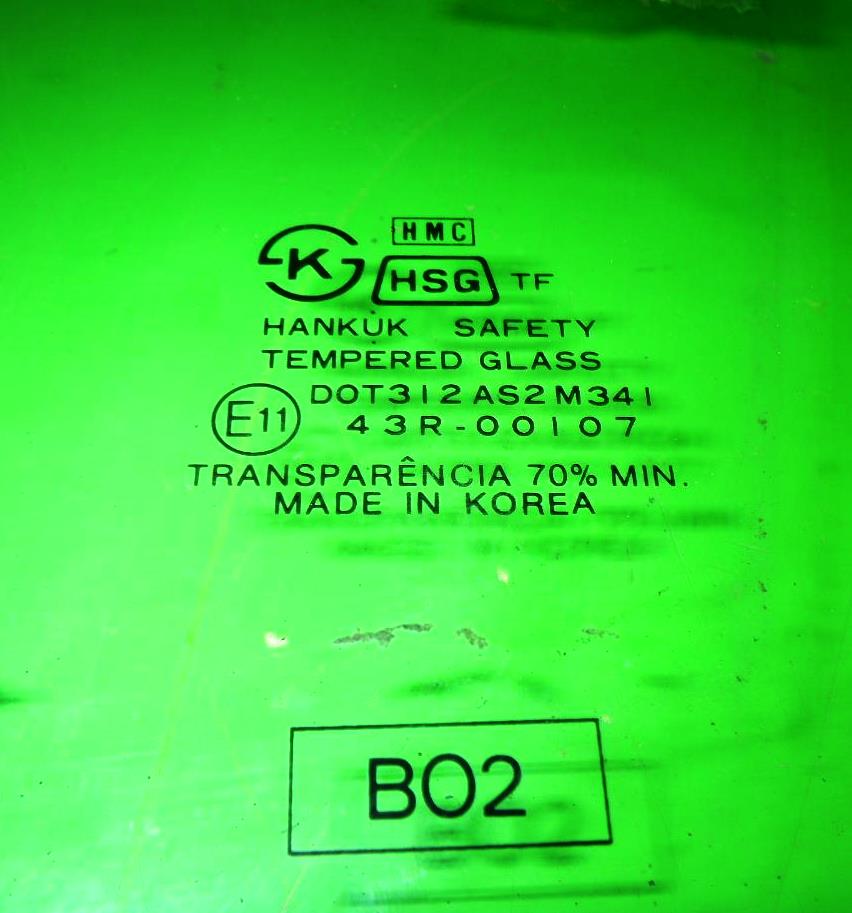 HMC
K HSG TF
HANKUK SAFETY
TEMPERED GLASS
DOT312 AS2 M341
E11 43R-00107
TRANSPARÊNCIA 70% MIN.
MADE IN KOREA
B02